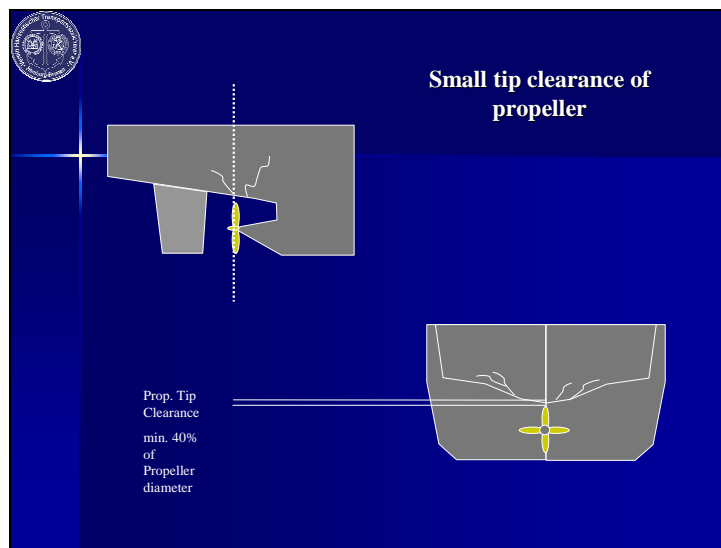 Small tip clearance of
propeller
Prop. Tip
Clearance
min. 40%
of
Propeller
diameter